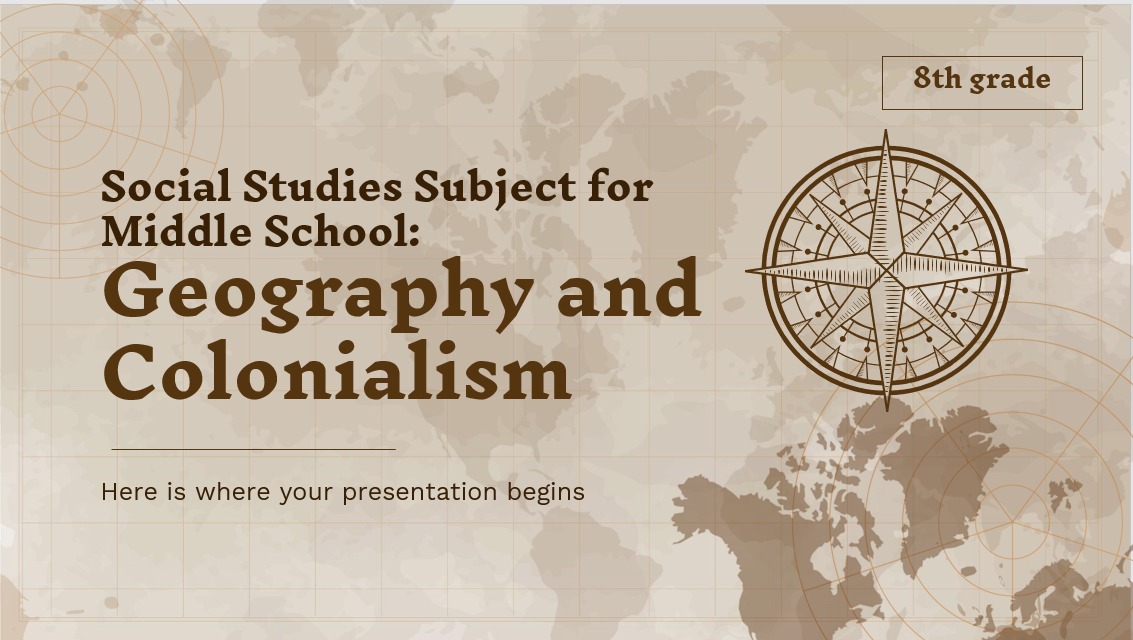 8th grade
Social Studies Subject for
Middle School:
Geography and
Colonialism
Here is where your presentation begins